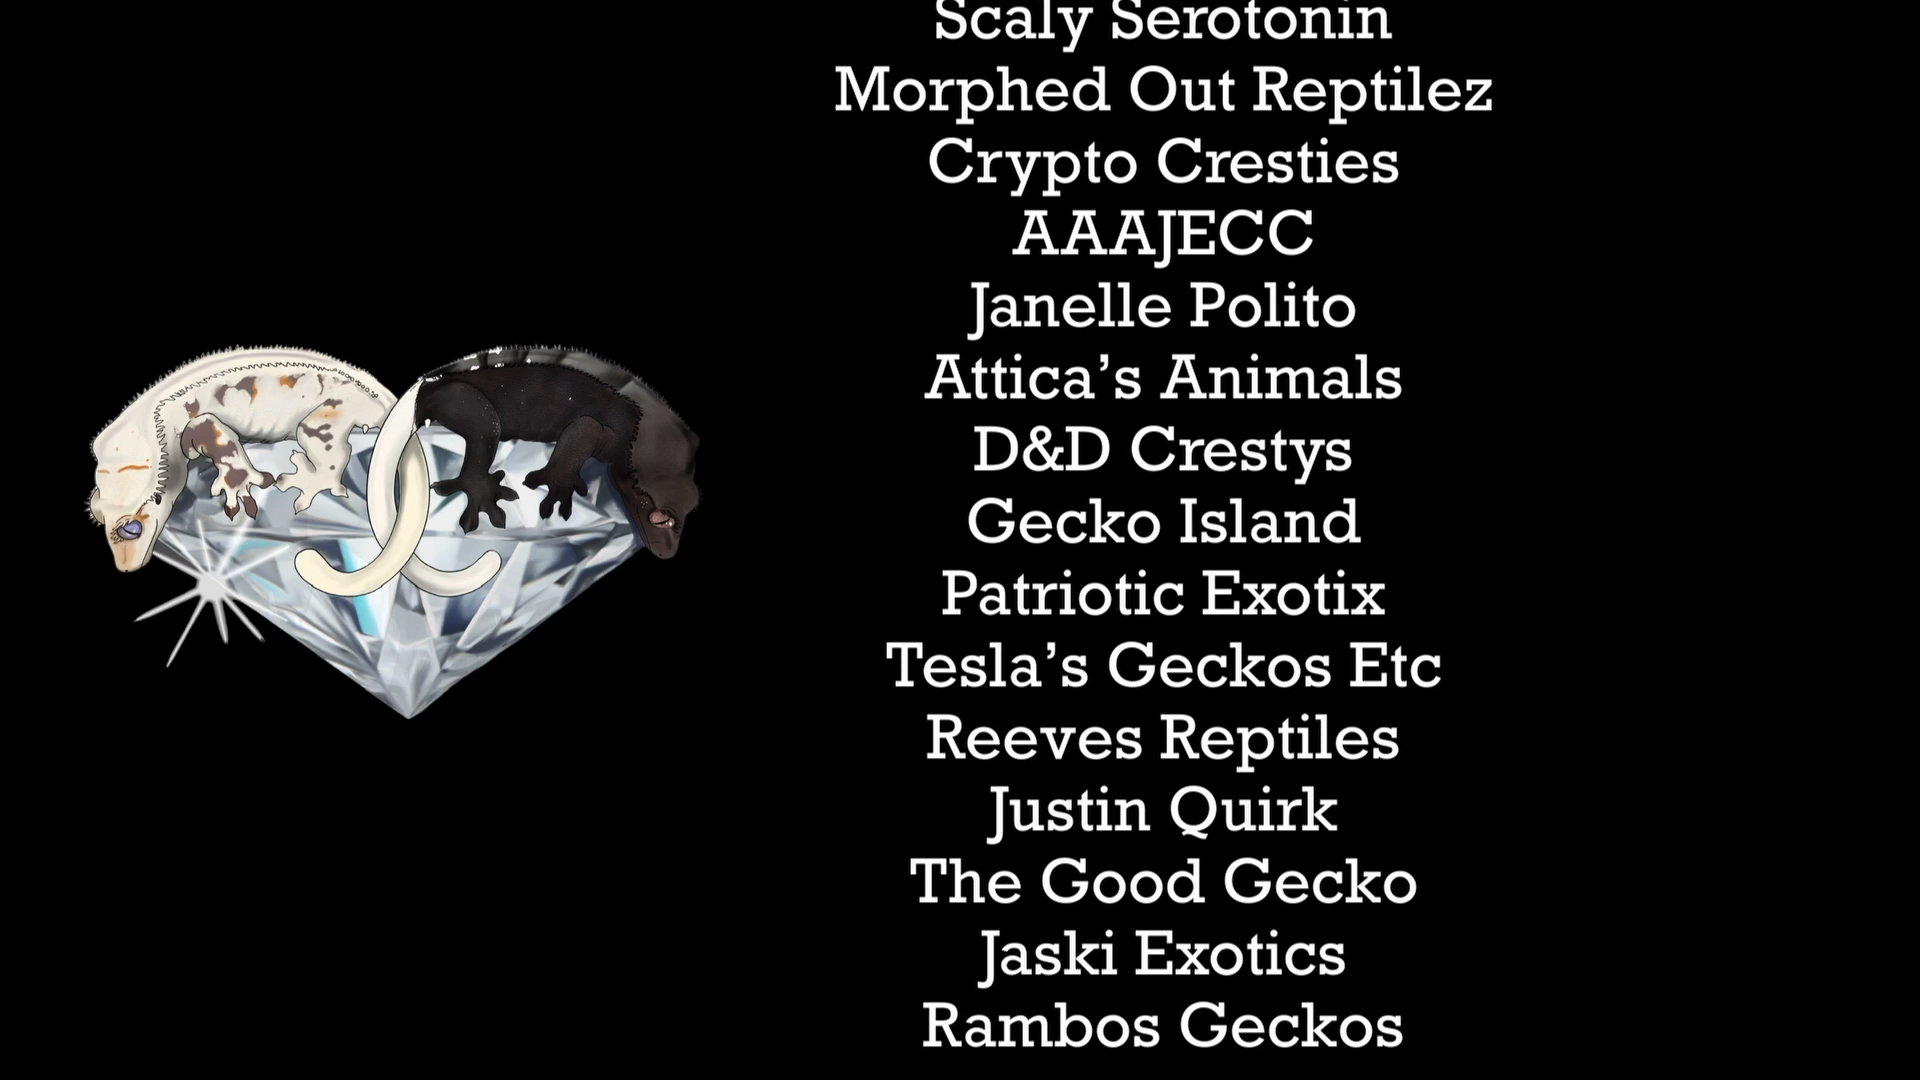 Scaly Serotonin
Morphed Out Reptilez
Crypto Cresties
AAAJECC
Janelle Polito
Attica’s Animals
D&D Crestys
Gecko Island
Patriotic Exotix
Tesla’s Geckos Etc
Reeves Reptiles
Justin Quirk
The Good Gecko
Jaski Exotics
Rambos Geckos